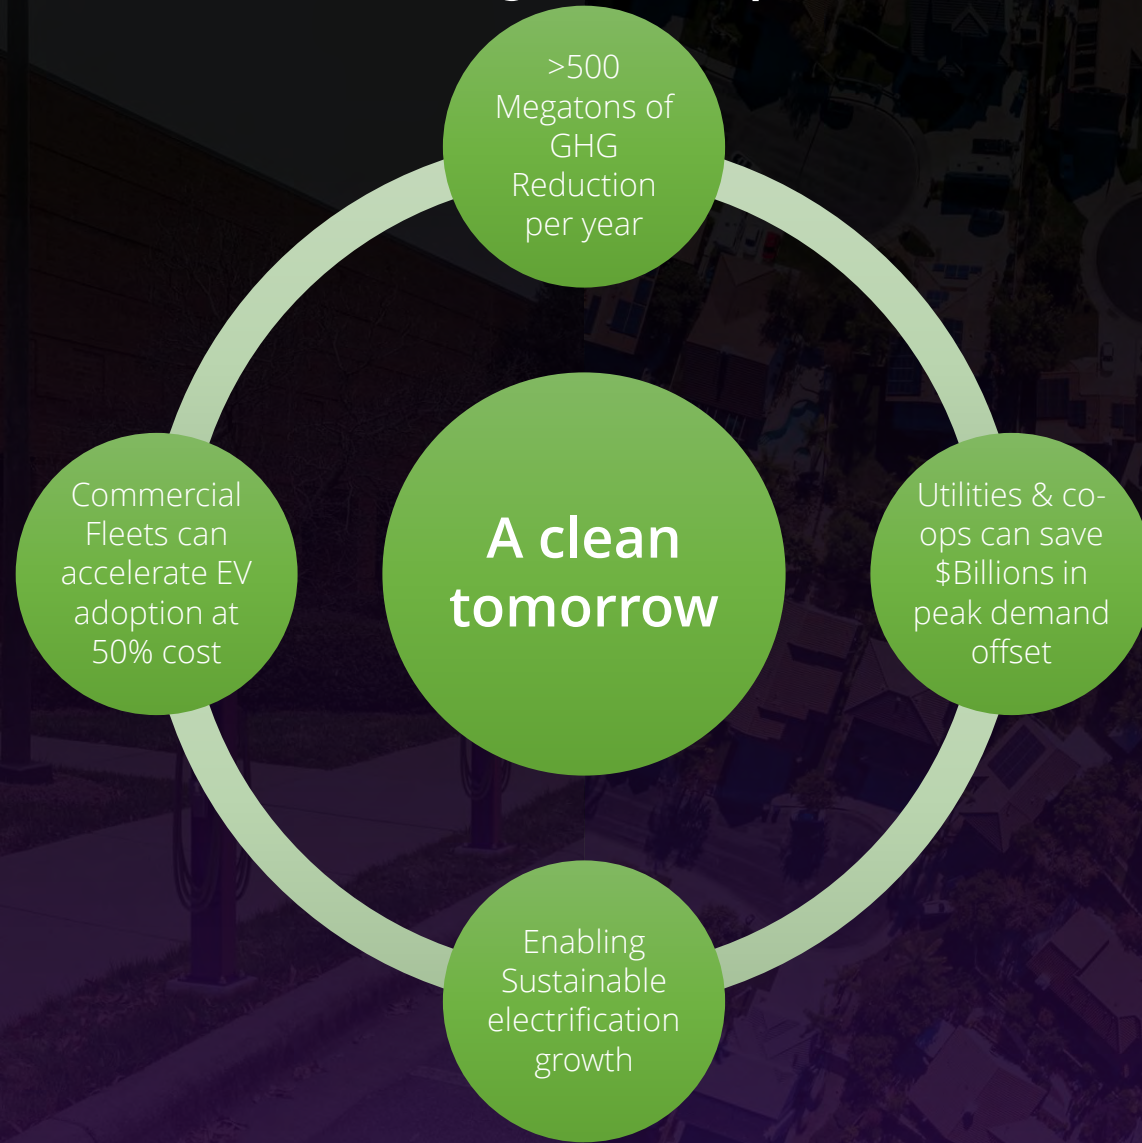 >500
Megatons of
GHG
Reduction
per year
Commercial
Fleets can
accelerate EV
adoption at
50% cost
A clean
tomorrow
Utilities & co-
ops can save
$Billions in
peak demand
offset
Enabling
Sustainable
electrification
growth